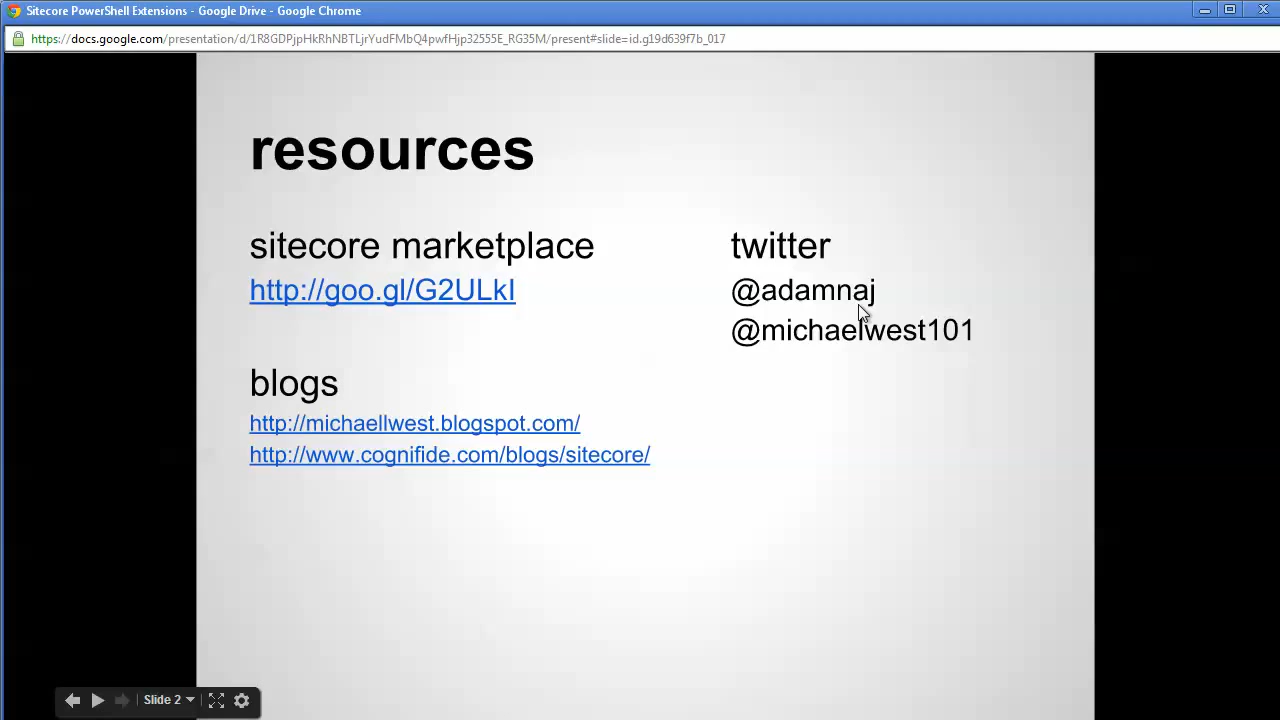 Sitecore PowerShell Extensions - Google Drive - Google Chrome
https://docs.google.com/presentation/d/1R8GDPjpHkRhNBTLjrYudFMbQ4pwfHjp32555E_RG35M/present#slide=id.g19d639f7b_017
resources
sitecore marketplace
http://goo.gl/G2ULkI
blogs
http://michaellwest.blogspot.com/
http://www.cognifide.com/blogs/sitecore/
twitter
@adamnaj
@michaelwest101
Slide 2